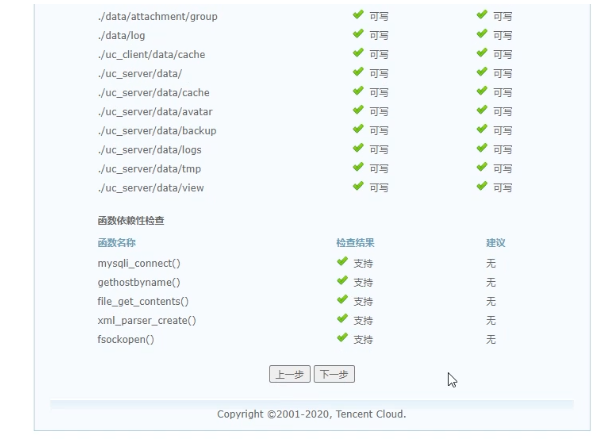 ./data/attachment/group 可写 可写
./data/log 可写 可写
./uc_client/data/cache 可写 可写
./uc_server/data/ 可写 可写
./uc_server/data/cache 可写 可写
./uc_server/data/avatar 可写 可写
./uc_server/data/backup 可写 可写
./uc_server/data/logs 可写 可写
./uc_server/data/tmp 可写 可写
./uc_server/data/view 可写 可写
函数依赖性检查
函数名称 检查结果 建议
mysqli_connect() 支持 无
gethostbyname() 支持 无
file_get_contents() 支持 无
xml_parser_create() 支持 无
fsockopen() 支持 无
上一步 下一步
Copyright ©2001-2020, Tencent Cloud.